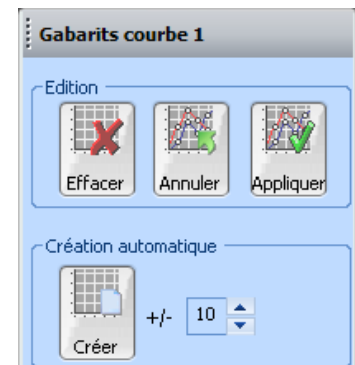 Gabarits courbe 1
Edition
Effacer Annuler Appliquer
Création automatique
+/- 10
Créer